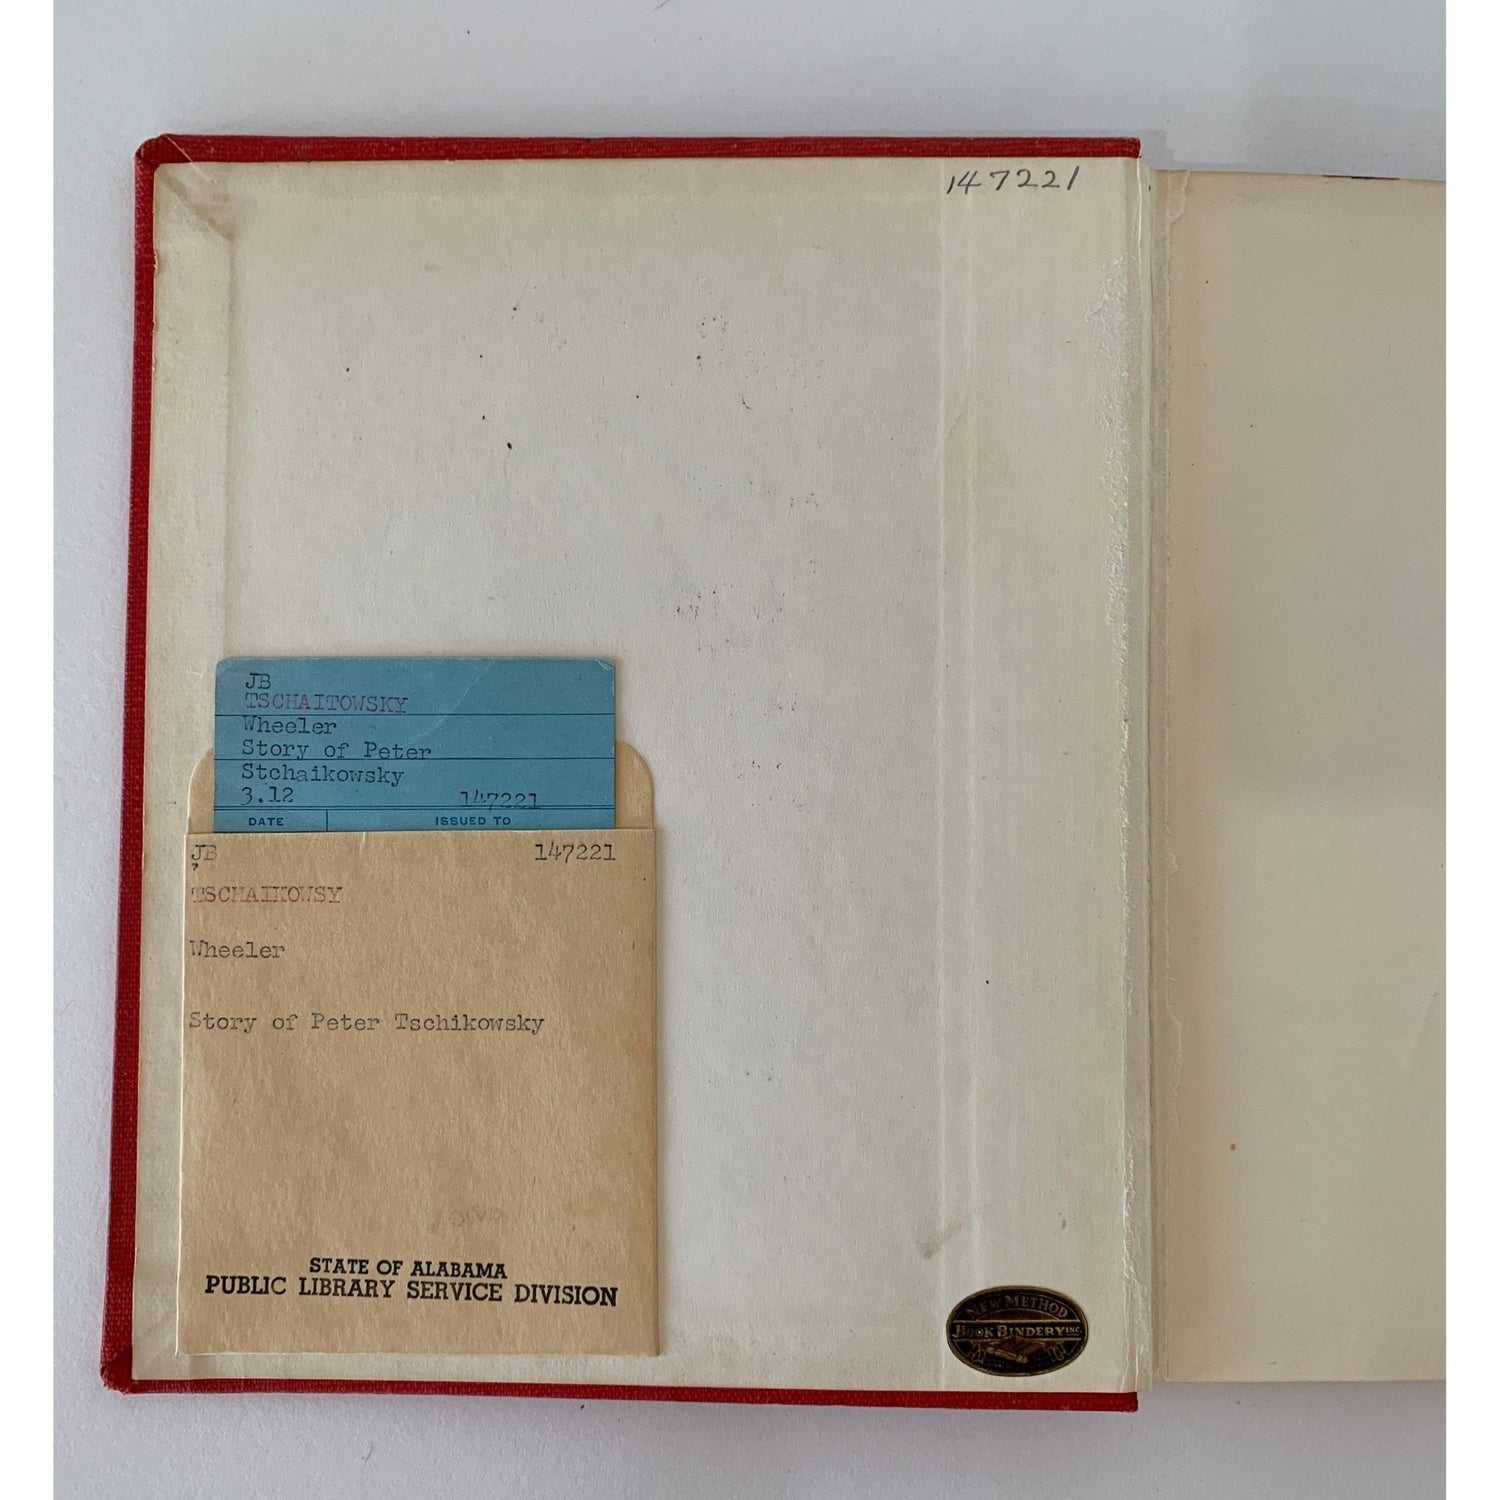 147221
JB
TSCHAITOWSKY
Wheeler
Story of Peter
Stchaikowsky
3.12 147221
DATE ISSUED TO
JB 147221
TSCHAIKOWSY
Wheeler
Story of Peter Tschikowsky
STATE OF ALABAMA
PUBLIC LIBRARY SERVICE DIVISION
NEW METHOD
BOOK BINDERY INC.